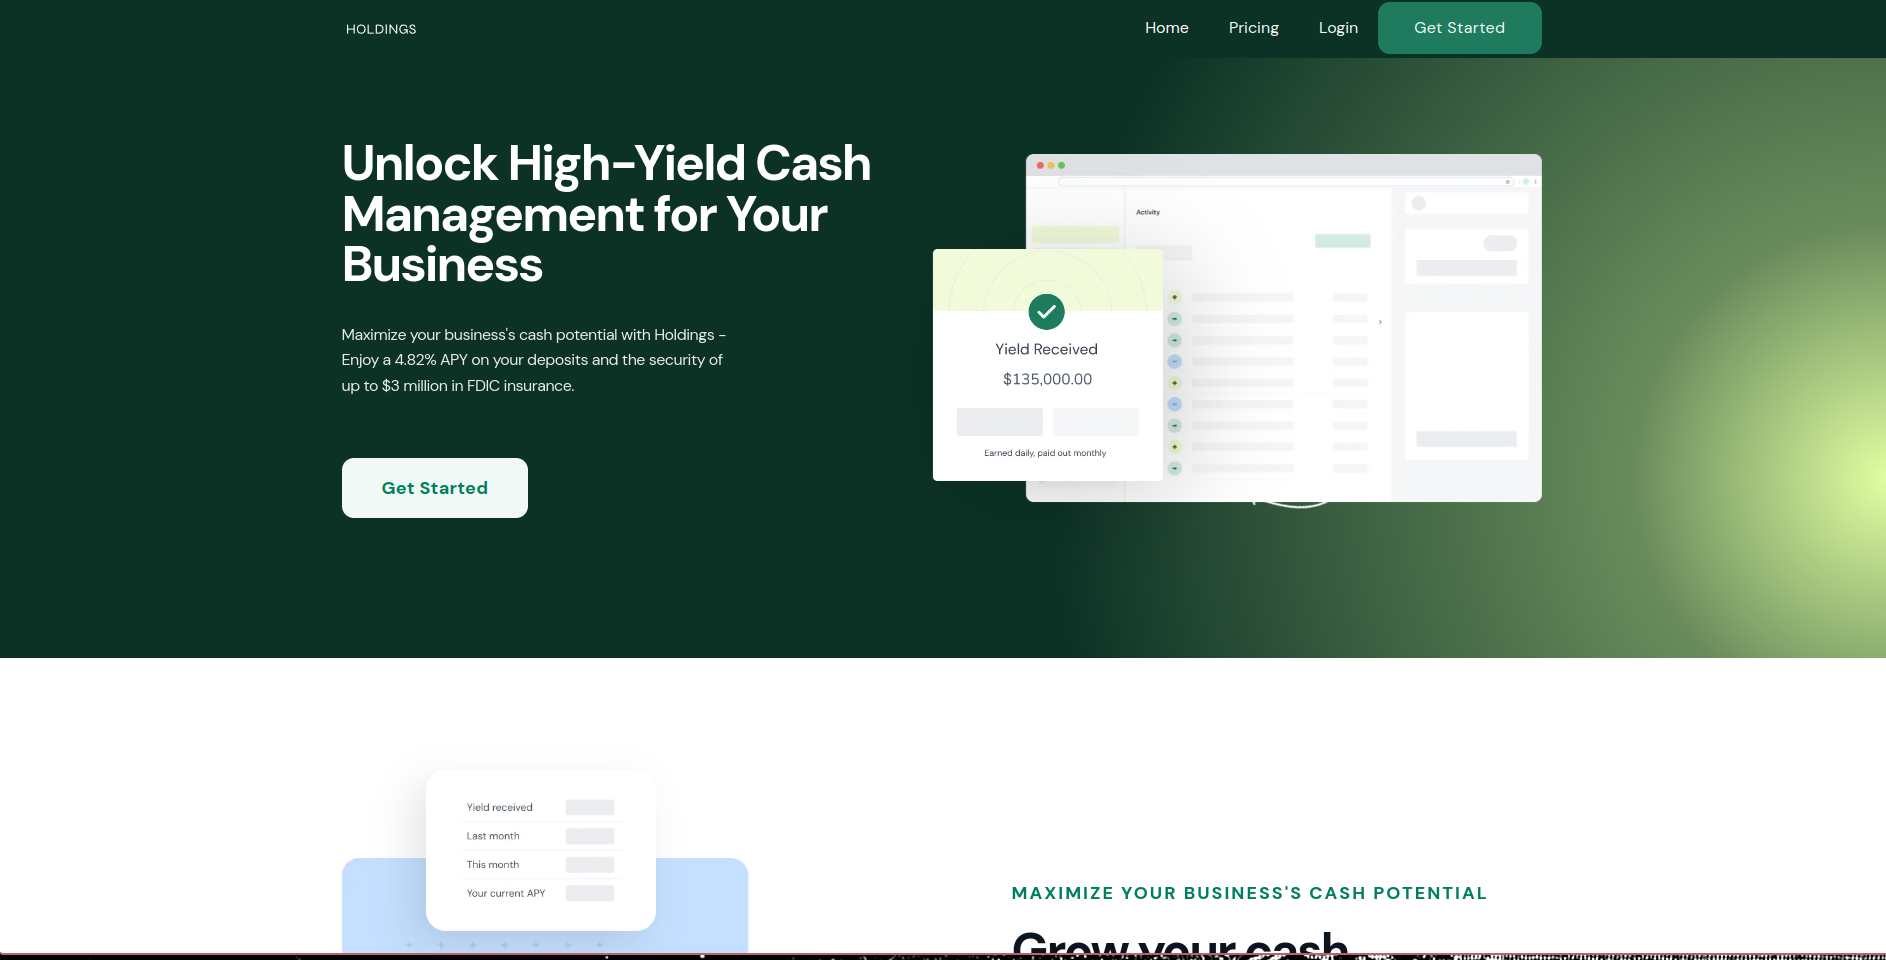 HOLDINGS
Home
Pricing
Login
Get Started
Unlock High-Yield Cash
Management for Your
Business
Maximize your business's cash potential with Holdings -
Enjoy a 4.82% APY on your deposits and the security of
up to $3 million in FDIC insurance.
Get Started
Activity
Yield Received
$135,000.00
Earned daily, paid out monthly
Yield received
Last month
This month
Your current APY
MAXIMIZE YOUR BUSINESS'S CASH POTENTIAL
Grow your cash